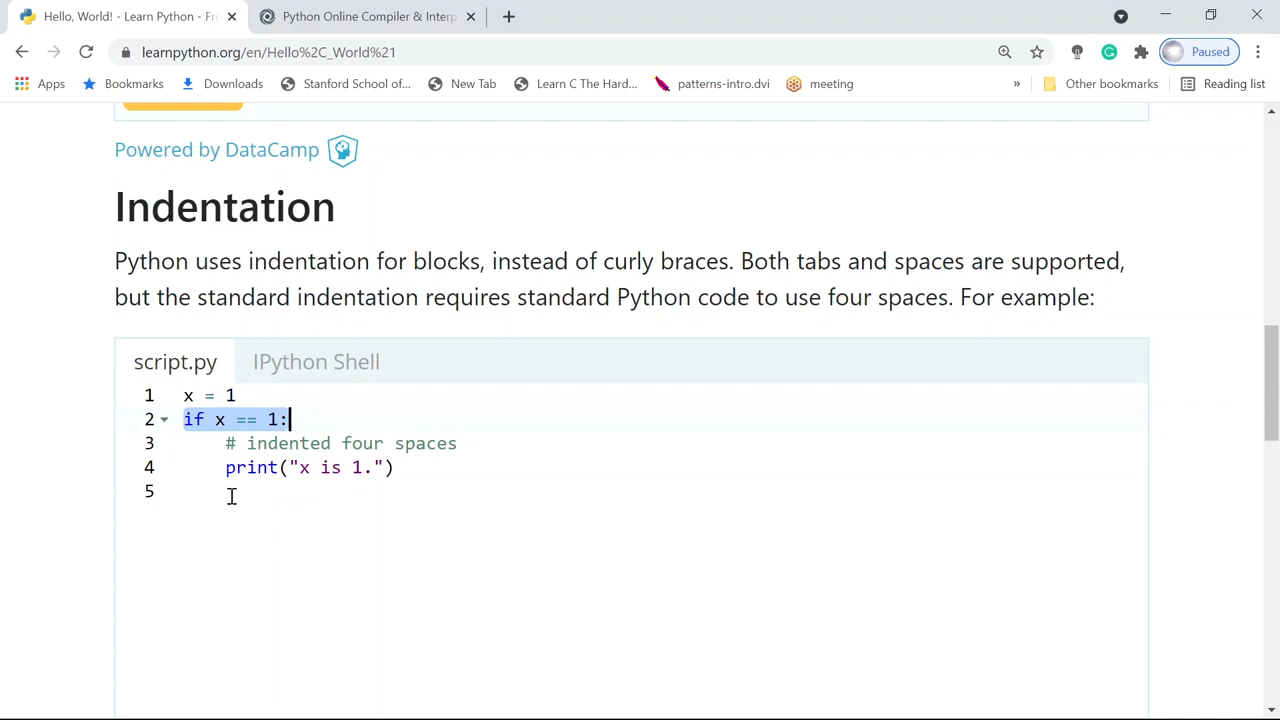 Hello, World! - Learn Python - Fre
Python Online Compiler & Interp
learnpython.org/en/Hello%2C_World%21
Paused
Apps
Bookmarks
Downloads
Stanford School of...
New Tab
Learn C The Hard...
patterns-intro.dvi
meeting
»
Other bookmarks
Reading list
Powered by DataCamp
Indentation
Python uses indentation for blocks, instead of curly braces. Both tabs and spaces are supported,
but the standard indentation requires standard Python code to use four spaces. For example:
script.py
IPython Shell
1 x = 1
2 if x == 1:
3     # indented four spaces
4     print("x is 1.")
5